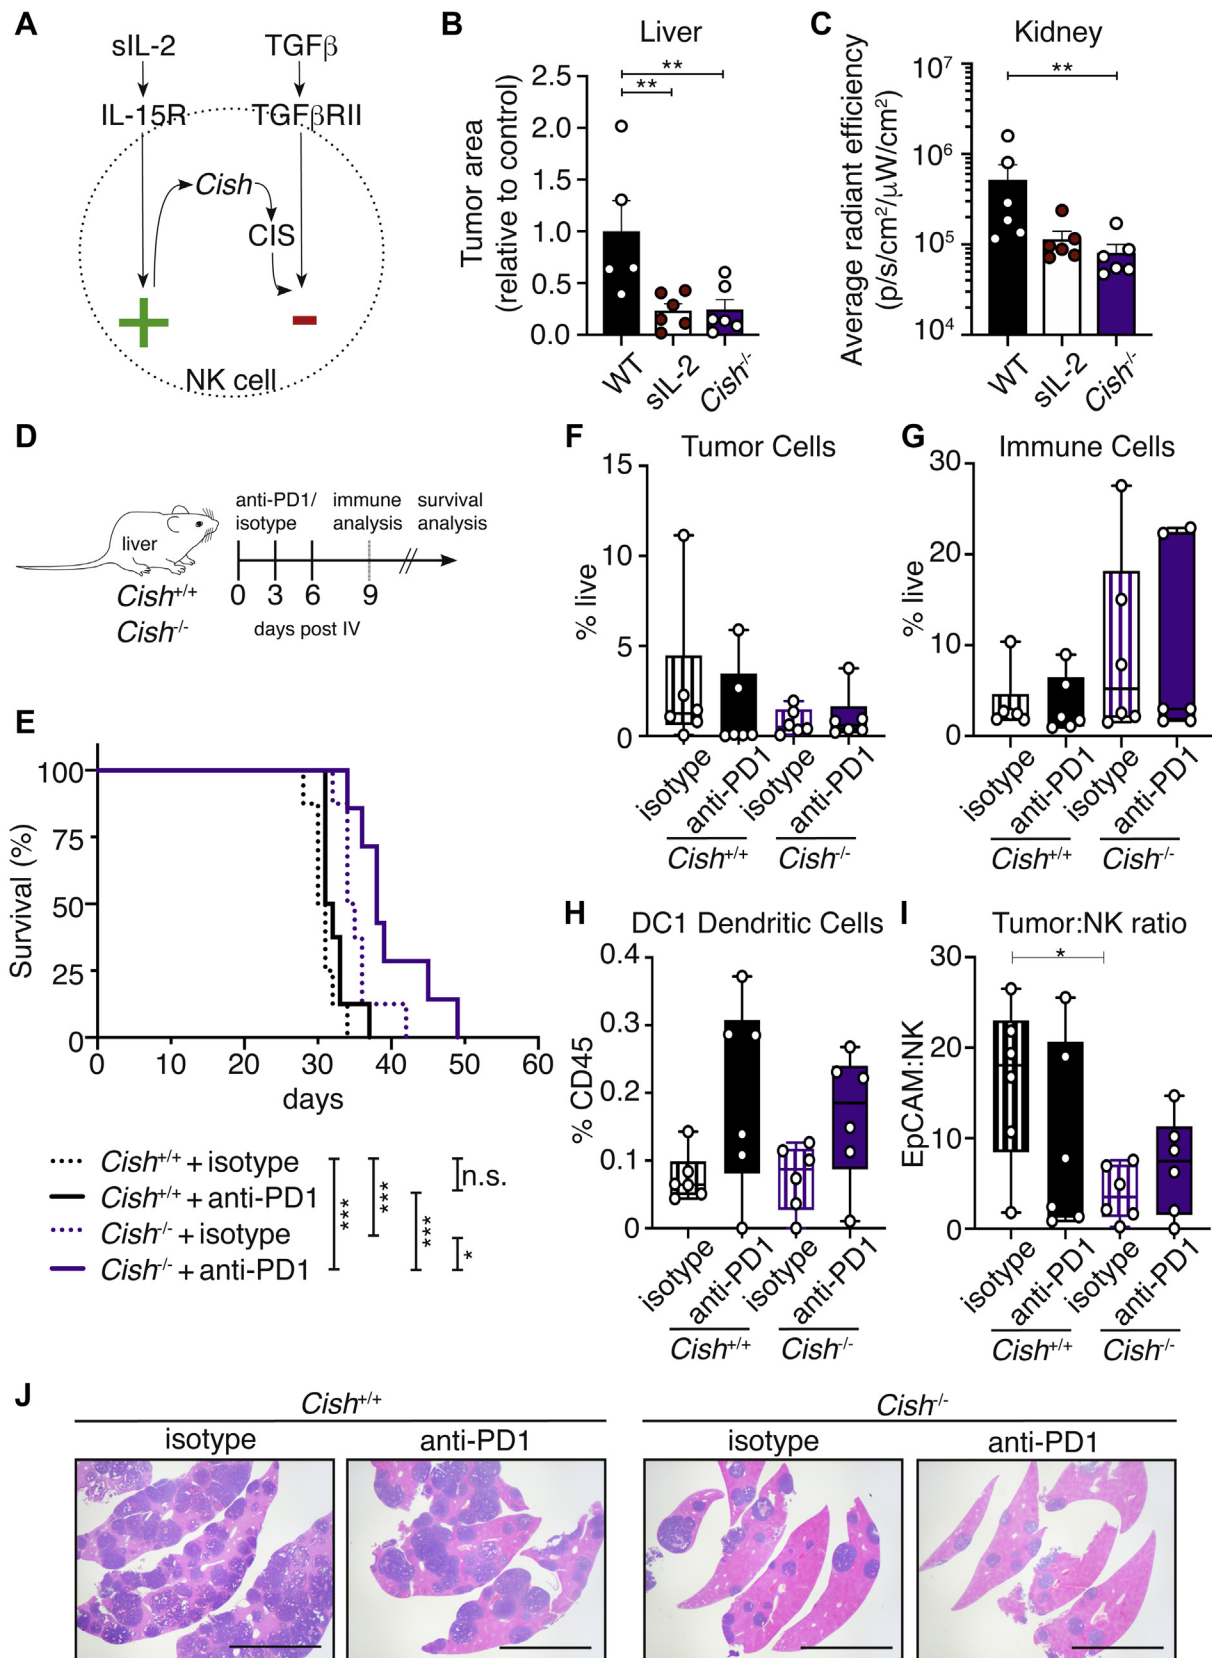 A
sIL-2
TGFβ
IL-15R
TGFβRII
Cish
CIS
NK cell
B
Liver
Tumor area
(relative to control)
2.5
2.0
1.5
1.0
0.5
0.0
**
**
WT
sIL-2
Cish-/-
C
Kidney
Average radiant efficiency
(p/s/cm²/μW/cm²)
10⁷
10⁶
10⁵
10⁴
**
WT
sIL-2
Cish-/-
D
liver
Cish+/+
Cish-/-
anti-PD1/
isotype
immune
analysis
survival
analysis
0 3 6 9
days post IV
E
Survival (%)
100
75
50
25
0
0 10 20 30 40 50 60
days
Cish+/+ + isotype
Cish+/+ + anti-PD1
Cish-/- + isotype
Cish-/- + anti-PD1
***
***
***
n.s.
*
F
Tumor Cells
% live
15
10
5
0
isotype
anti-PD1
isotype
anti-PD1
Cish+/+
Cish-/-
G
Immune Cells
% live
30
20
10
0
isotype
anti-PD1
isotype
anti-PD1
Cish+/+
Cish-/-
H
DC1 Dendritic Cells
% CD45
0.4
0.3
0.2
0.1
0
isotype
anti-PD1
isotype
anti-PD1
Cish+/+
Cish-/-
I
Tumor:NK ratio
EpCAM:NK
30
20
10
0
*
isotype
anti-PD1
isotype
anti-PD1
Cish+/+
Cish-/-
J
Cish+/+
Cish-/-
isotype
anti-PD1
isotype
anti-PD1